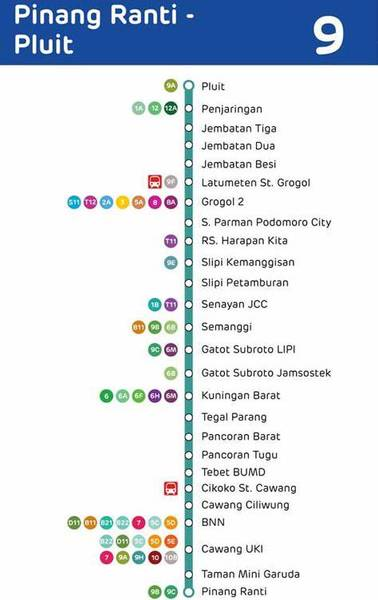 Pinang Ranti -
Pluit
9
9A Pluit
1A 12 12A Penjaringan
Jembatan Tiga
Jembatan Dua
Jembatan Besi
9F Latumeten St. Grogol
S11 T12 2A 3 5A 8 8A Grogol 2
S. Parman Podomoro City
T11 RS. Harapan Kita
9E Slipi Kemanggisan
Slipi Petamburan
1B T11 Senayan JCC
B11 9B 6B Semanggi
9C 6M Gatot Subroto LIPI
6B Gatot Subroto Jamsostek
6 6A 6F 6H 6M Kuningan Barat
Tegal Parang
Pancoran Barat
Pancoran Tugu
Tebet BUMD
Cikoko St. Cawang
Cawang Ciliwung
D11 B11 B21 B22 7 5C 5D BNN
B22 D11 5C 5D 5E
Cawang UKI
7 9A 9H 10 10B
Taman Mini Garuda
9B 9C Pinang Ranti